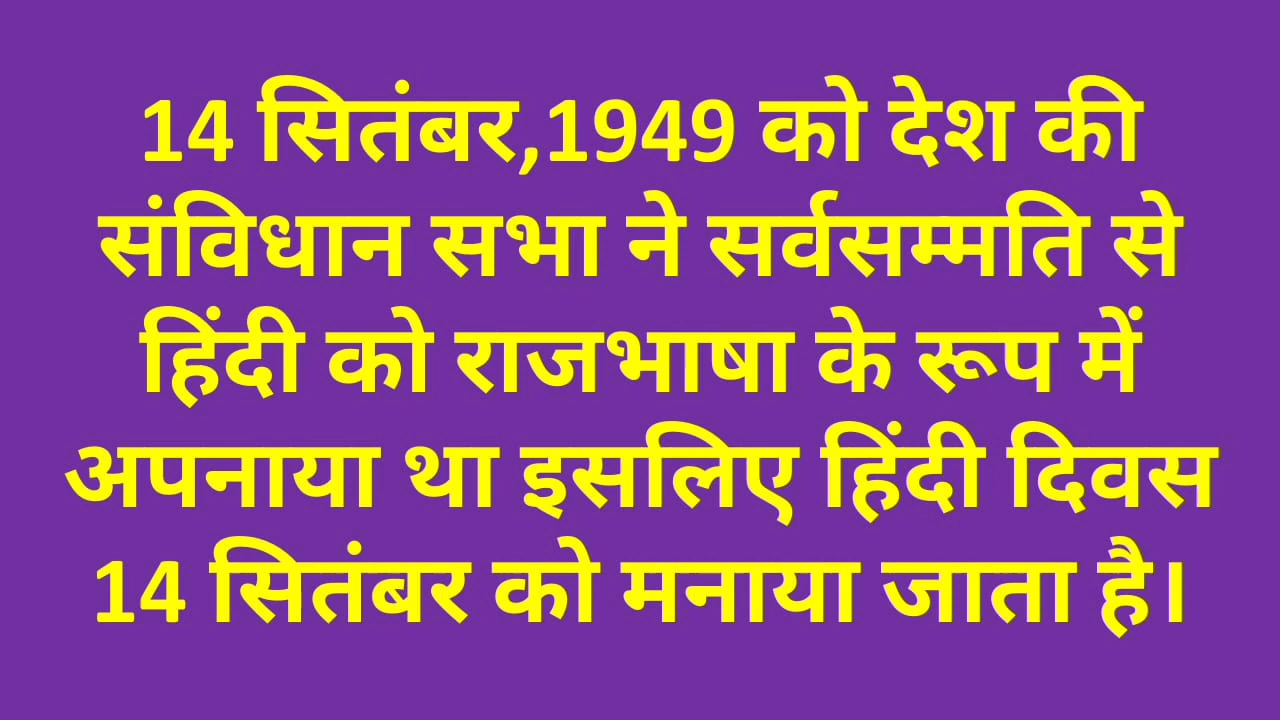 14 सितंबर,1949 को देश की
संविधान सभा ने सर्वसम्मति से
हिंदी को राजभाषा के रूप में
अपनाया था इसलिए हिंदी दिवस
14 सितंबर को मनाया जाता है।